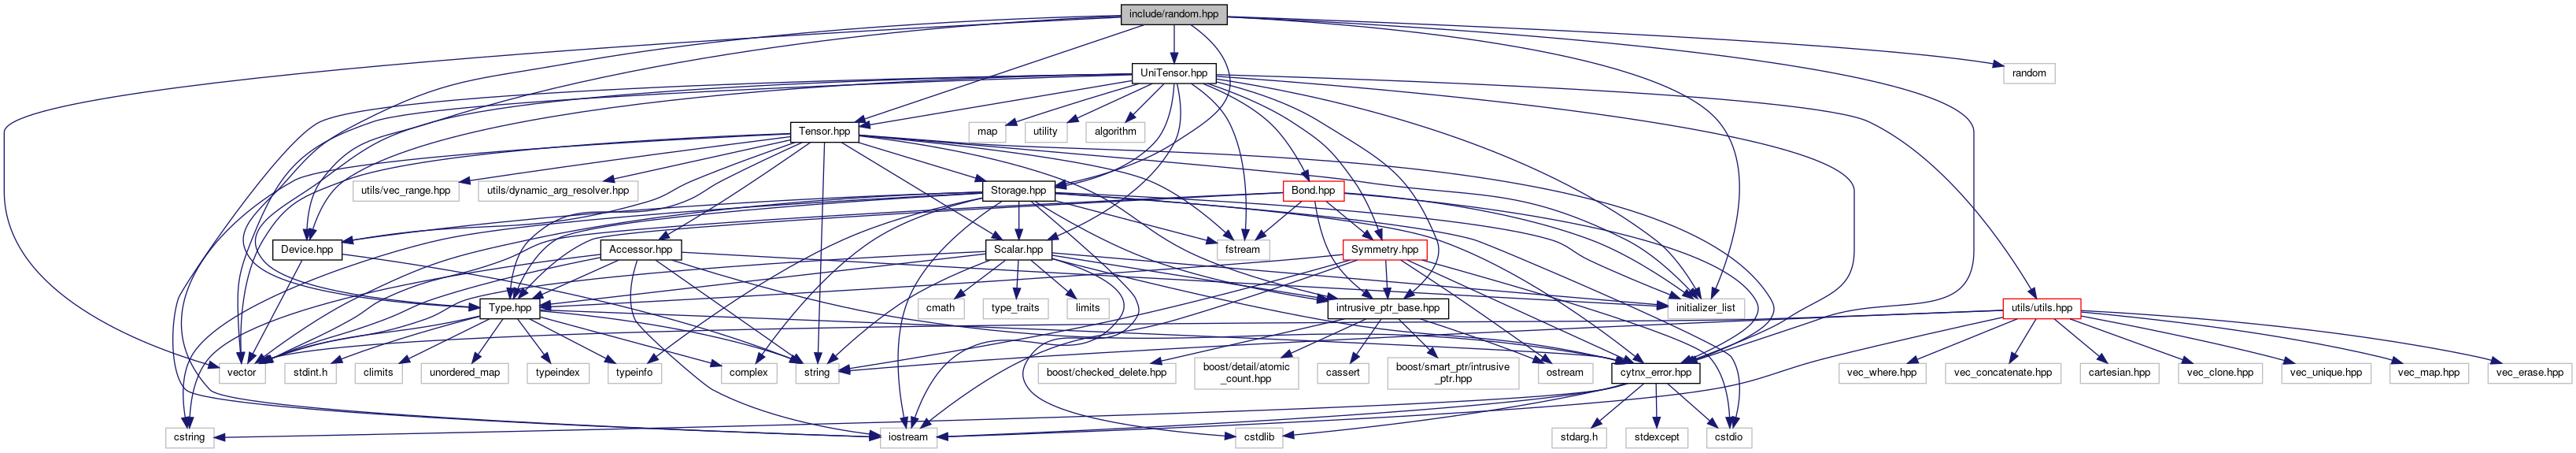 include/random.hpp
UniTensor.hpp
random
Tensor.hpp
map
utility
algorithm
utils/vec_range.hpp
utils/dynamic_arg_resolver.hpp
Storage.hpp
Bond.hpp
Device.hpp
Accessor.hpp
Scalar.hpp
fstream
Symmetry.hpp
Type.hpp
cmath
type_traits
limits
intrusive_ptr_base.hpp
initializer_list
utils/utils.hpp
vector
stdint.h
climits
unordered_map
typeindex
typeinfo
complex
string
boost/checked_delete.hpp
boost/detail/atomic
_count.hpp
cassert
boost/smart_ptr/intrusive
_ptr.hpp
ostream
cytnx_error.hpp
vec_where.hpp
vec_concatenate.hpp
cartesian.hpp
vec_clone.hpp
vec_unique.hpp
vec_map.hpp
vec_erase.hpp
cstring
iostream
cstdlib
stdarg.h
stdexcept
cstdio